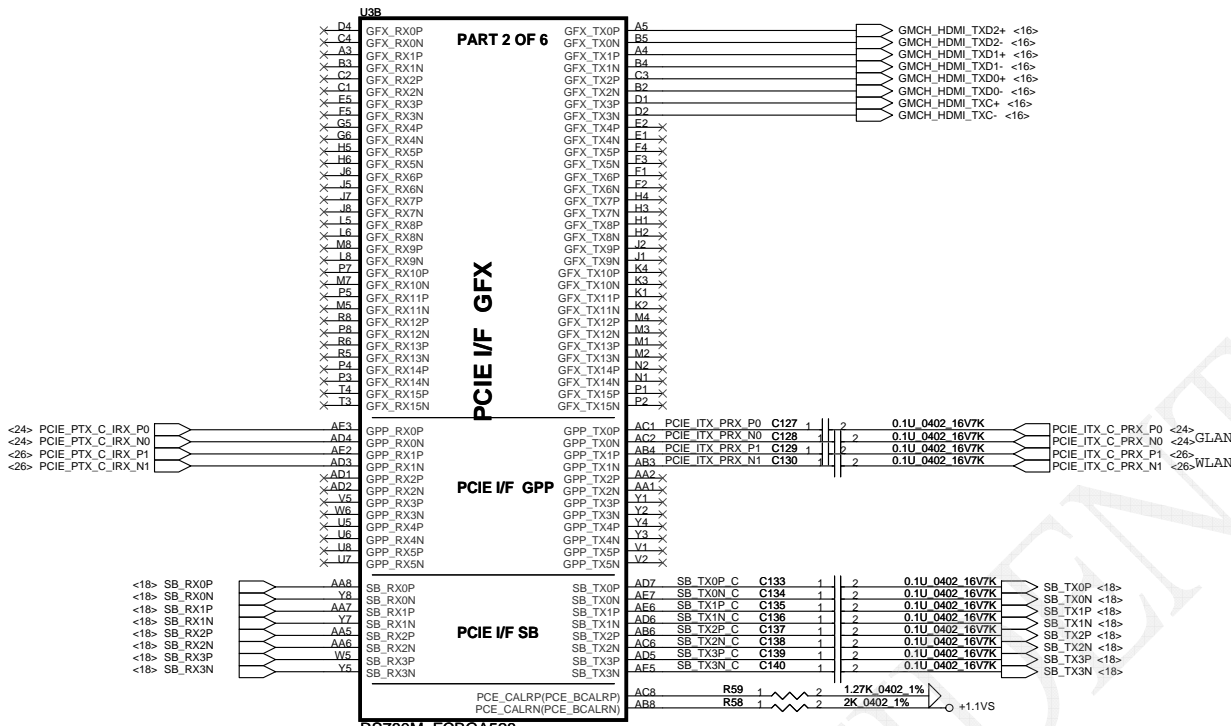 U3B
PART 2 OF 6
D4 GFX_RX0P GFX_TX0P A5 GMCH_HDMI_TXD2+ <16>
C4 GFX_RX0N GFX_TX0N B5 GMCH_HDMI_TXD2- <16>
A3 GFX_RX1P GFX_TX1P A4 GMCH_HDMI_TXD1+ <16>
B3 GFX_RX1N GFX_TX1N B4 GMCH_HDMI_TXD1- <16>
C2 GFX_RX2P GFX_TX2P C3 GMCH_HDMI_TXD0+ <16>
C1 GFX_RX2N GFX_TX2N B2 GMCH_HDMI_TXD0- <16>
E5 GFX_RX3P GFX_TX3P D1 GMCH_HDMI_TXC+ <16>
F5 GFX_RX3N GFX_TX3N D2 GMCH_HDMI_TXC- <16>
G5 GFX_RX4P GFX_TX4P E2
G6 GFX_RX4N GFX_TX4N E1
H5 GFX_RX5P GFX_TX5P F4
H6 GFX_RX5N GFX_TX5N F3
J6 GFX_RX6P GFX_TX6P F1
J5 GFX_RX6N GFX_TX6N F2
J7 GFX_RX7P GFX_TX7P H4
J8 GFX_RX7N GFX_TX7N H3
L5 GFX_RX8P GFX_TX8P H1
L6 GFX_RX8N GFX_TX8N H2
M8 GFX_RX9P GFX_TX9P J2
L8 GFX_RX9N GFX_TX9N J1
P7 GFX_RX10P GFX_TX10P K4
M7 GFX_RX10N GFX_TX10N K3
P5 GFX_RX11P GFX_TX11P K1
M5 GFX_RX11N GFX_TX11N K2
R8 GFX_RX12P GFX_TX12P M4
P8 GFX_RX12N GFX_TX12N M3
R6 GFX_RX13P GFX_TX13P M1
R5 GFX_RX13N GFX_TX13N M2
P4 GFX_RX14P GFX_TX14P N2
P3 GFX_RX14N GFX_TX14N N1
T4 GFX_RX15P GFX_TX15P P1
T3 GFX_RX15N GFX_TX15N P2
PCIE I/F GFX
<24> PCIE_PTX_C_IRX_P0 AE3 GPP_RX0P GPP_TX0P AC1 PCIE_ITX_PRX_P0 C127 1 2 0.1U_0402_16V7K PCIE_ITX_C_PRX_P0 <24>
<24> PCIE_PTX_C_IRX_N0 AD4 GPP_RX0N GPP_TX0N AC2 PCIE_ITX_PRX_N0 C128 1 2 0.1U_0402_16V7K PCIE_ITX_C_PRX_N0 <24> GLAN
<26> PCIE_PTX_C_IRX_P1 AE2 GPP_RX1P GPP_TX1P AB4 PCIE_ITX_PRX_P1 C129 1 2 0.1U_0402_16V7K PCIE_ITX_C_PRX_P1 <26>
<26> PCIE_PTX_C_IRX_N1 AD3 GPP_RX1N GPP_TX1N AB3 PCIE_ITX_PRX_N1 C130 1 2 0.1U_0402_16V7K PCIE_ITX_C_PRX_N1 <26> WLAN
AD1 GPP_RX2P GPP_TX2P AA2
AD2 GPP_RX2N GPP_TX2N AA1
V5 GPP_RX3P GPP_TX3P Y1
W6 GPP_RX3N GPP_TX3N Y2
U5 GPP_RX4P GPP_TX4P Y4
U6 GPP_RX4N GPP_TX4N Y3
U8 GPP_RX5P GPP_TX5P V1
U7 GPP_RX5N GPP_TX5N V2
PCIE I/F GPP
<18> SB_RX0P AA8 SB_RX0P SB_TX0P AD7 SB_TX0P_C C133 1 2 0.1U_0402_16V7K SB_TX0P <18>
<18> SB_RX0N Y8 SB_RX0N SB_TX0N AE7 SB_TX0N_C C134 1 2 0.1U_0402_16V7K SB_TX0N <18>
<18> SB_RX1P AA7 SB_RX1P SB_TX1P AE6 SB_TX1P_C C135 1 2 0.1U_0402_16V7K SB_TX1P <18>
<18> SB_RX1N Y7 SB_RX1N SB_TX1N AD6 SB_TX1N_C C136 1 2 0.1U_0402_16V7K SB_TX1N <18>
<18> SB_RX2P AA5 SB_RX2P SB_TX2P AB6 SB_TX2P_C C137 1 2 0.1U_0402_16V7K SB_TX2P <18>
<18> SB_RX2N AA6 SB_RX2N SB_TX2N AC6 SB_TX2N_C C138 1 2 0.1U_0402_16V7K SB_TX2N <18>
<18> SB_RX3P W5 SB_RX3P SB_TX3P AD5 SB_TX3P_C C139 1 2 0.1U_0402_16V7K SB_TX3P <18>
<18> SB_RX3N Y5 SB_RX3N SB_TX3N AE5 SB_TX3N_C C140 1 2 0.1U_0402_16V7K SB_TX3N <18>
PCIE I/F SB
PCE_CALRP(PCE_BCALRP) AC8 R59 1 2 1.27K_0402_1%
PCE_CALRN(PCE_BCALRN) AB8 R58 1 2 2K_0402_1% +1.1VS